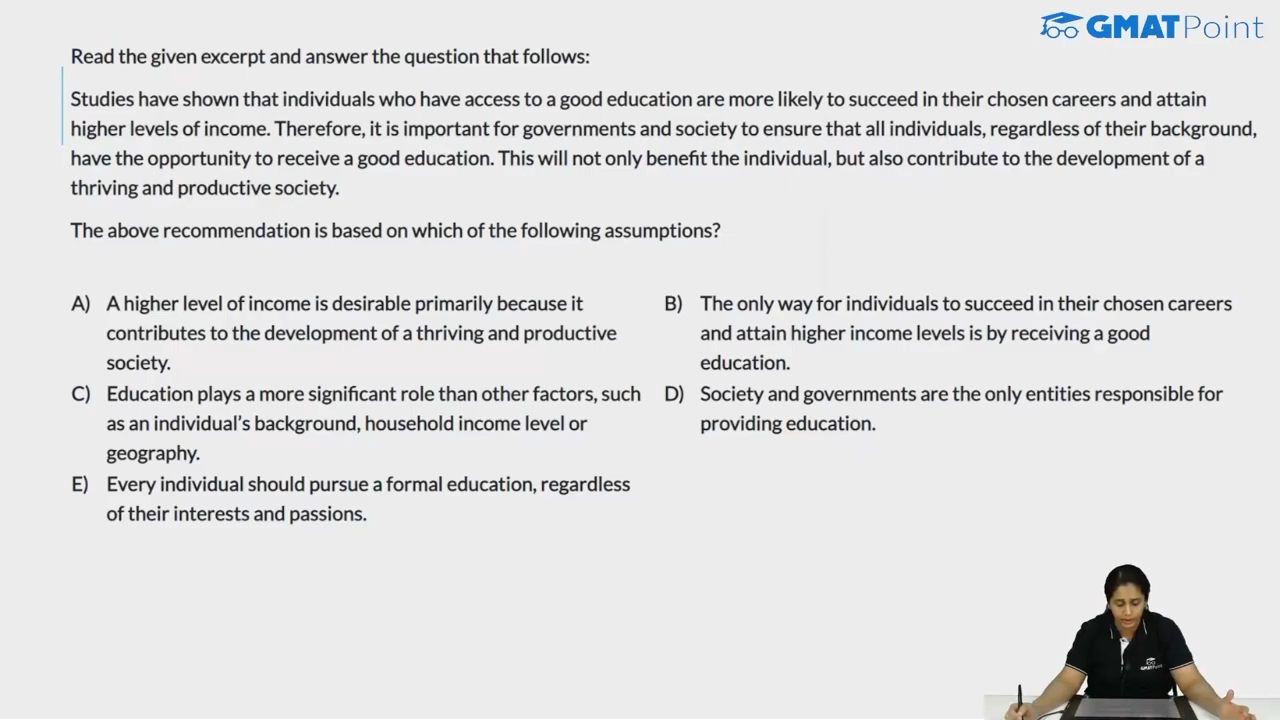 GMATPoint
Read the given excerpt and answer the question that follows:
Studies have shown that individuals who have access to a good education are more likely to succeed in their chosen careers and attain
higher levels of income. Therefore, it is important for governments and society to ensure that all individuals, regardless of their background,
have the opportunity to receive a good education. This will not only benefit the individual, but also contribute to the development of a
thriving and productive society.
The above recommendation is based on which of the following assumptions?
A) A higher level of income is desirable primarily because it
contributes to the development of a thriving and productive
society.
B) The only way for individuals to succeed in their chosen careers
and attain higher income levels is by receiving a good
education.
C) Education plays a more significant role than other factors, such
as an individual's background, household income level or
geography.
D) Society and governments are the only entities responsible for
providing education.
E) Every individual should pursue a formal education, regardless
of their interests and passions.
GMATPoint